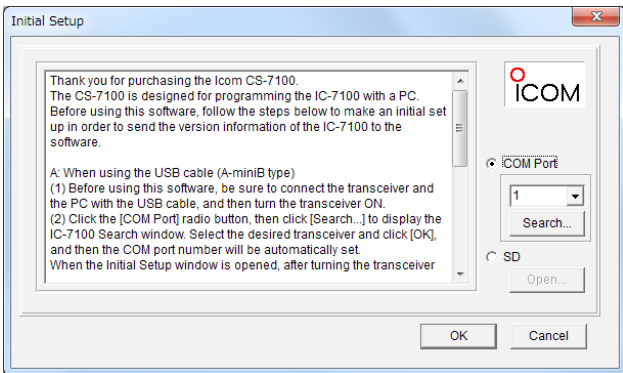 Initial Setup
Thank you for purchasing the Icom CS-7100.
The CS-7100 is designed for programming the IC-7100 with a PC.
Before using this software, follow the steps below to make an initial set
up in order to send the version information of the IC-7100 to the
software.
A: When using the USB cable (A-miniB type)
(1) Before using this software, be sure to connect the transceiver and
the PC with the USB cable, and then turn the transceiver ON.
(2) Click the [COM Port] radio button, then click [Search...] to display the
IC-7100 Search window. Select the desired transceiver and click [OK],
and then the COM port number will be automatically set.
When the Initial Setup window is opened, after turning the transceiver
ICOM
COM Port
1
Search...
SD
Open...
OK
Cancel